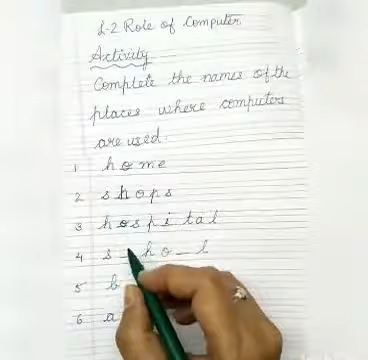 L-2 Role of Computer
Activity
Complete the names of the
places where computers
are used.
1 home
2 shops
3 hospital
4 s_ho_l
5 b
6 a